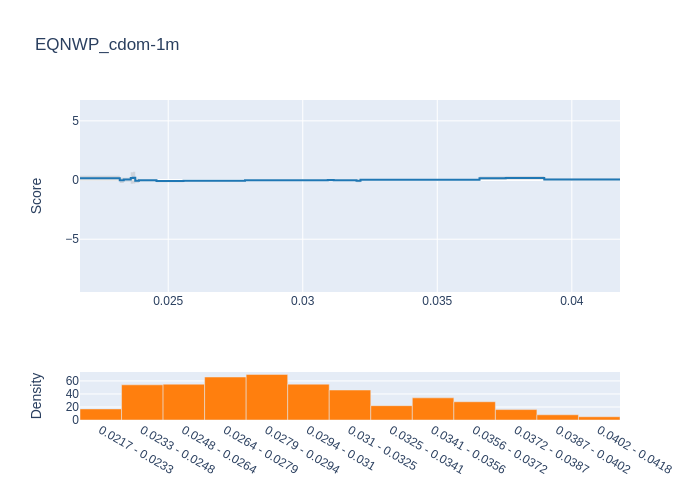 EQNWP_cdom-1m
Score
5
0
−5
0.025
0.03
0.035
0.04
Density
60
40
20
0
0.0217 - 0.0233
0.0233 - 0.0248
0.0248 - 0.0264
0.0264 - 0.0279
0.0279 - 0.0294
0.0294 - 0.031
0.031 - 0.0325
0.0325 - 0.0341
0.0341 - 0.0356
0.0356 - 0.0372
0.0372 - 0.0387
0.0387 - 0.0402
0.0402 - 0.0418